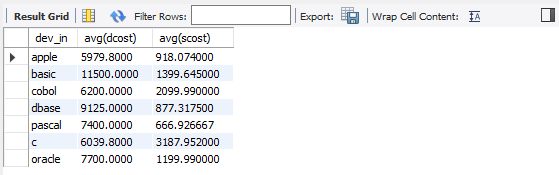 Result Grid Filter Rows: Export: Wrap Cell Content: IA
dev_in avg(dcost) avg(scost)
apple 5979.8000 918.074000
basic 11500.0000 1399.645000
cobol 6200.0000 2099.990000
dbase 9125.0000 877.317500
pascal 7400.0000 666.926667
c 6039.8000 3187.952000
oracle 7700.0000 1199.990000